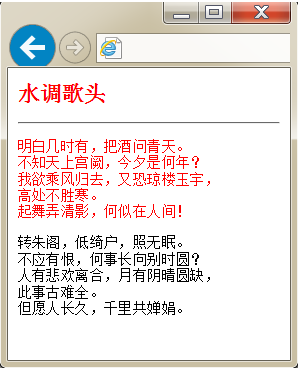 水调歌头
明白几时有，把酒问青天。
不知天上宫阙，今夕是何年？
我欲乘风归去，又恐琼楼玉宇，
高处不胜寒。
起舞弄清影，何似在人间！
转朱阁，低绮户，照无眠。
不应有恨，何事长向别时圆？
人有悲欢离合，月有阴晴圆缺，
此事古难全。
但愿人长久，千里共婵娟。